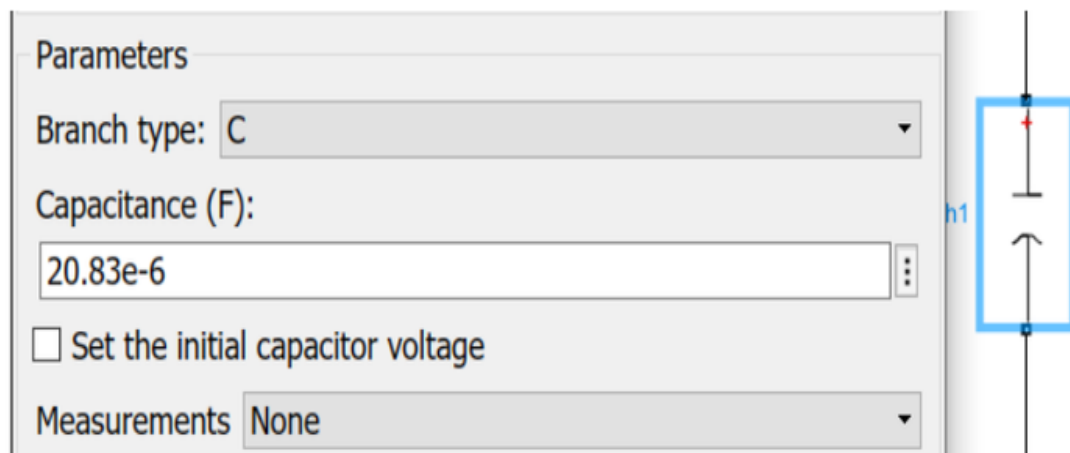 Parameters
Branch type: C
Capacitance (F):
20.83e-6
Set the initial capacitor voltage
Measurements None
h1
+